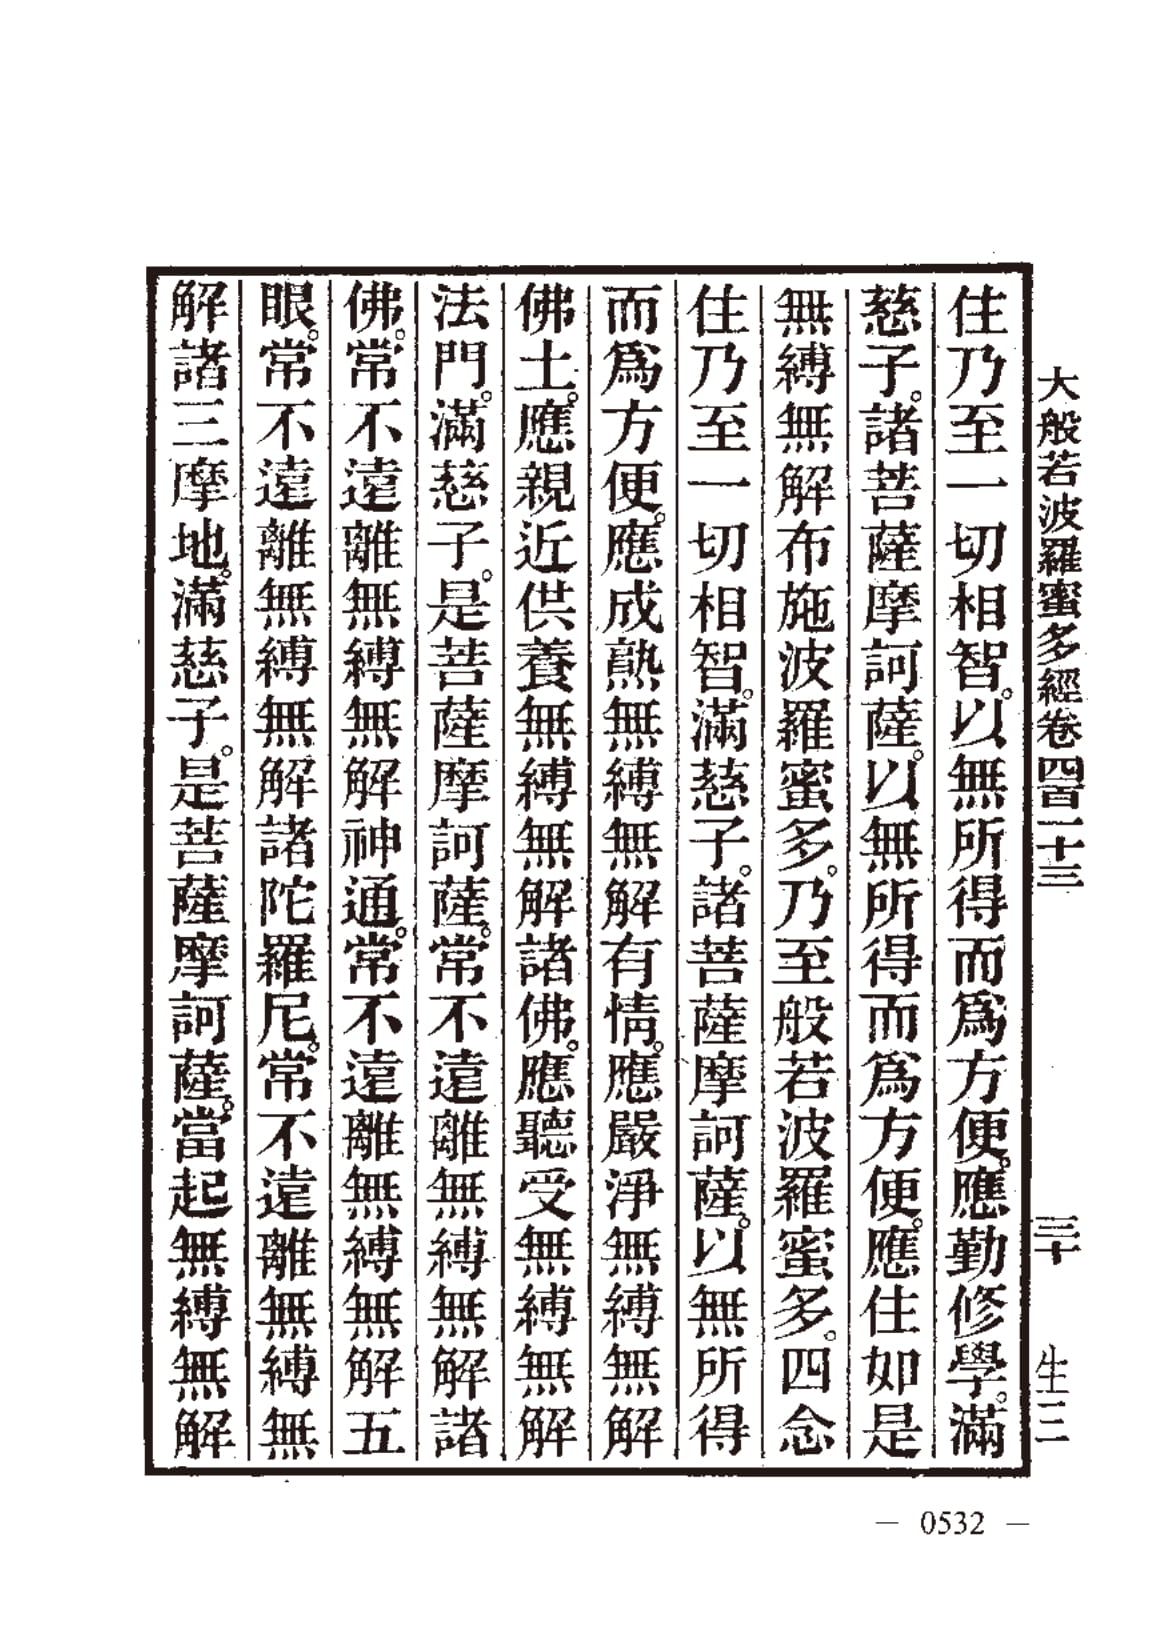 大般若波羅蜜多經卷四百一十三　三十　生三
住乃至一切相智。以無所得而爲方便。應勤修學。滿
慈子。諸菩薩摩訶薩。以無所得而爲方便。應住如是
無縛無解布施波羅蜜多。乃至般若波羅蜜多。四念
住乃至一切相智。滿慈子。諸菩薩摩訶薩。以無所得
而爲方便。應成熟無縛無解有情。應嚴淨無縛無解
佛土。應親近供養無縛無解諸佛。應聽受無縛無解
法門。滿慈子。是菩薩摩訶薩。常不遠離無縛無解諸
佛。常不遠離無縛無解神通。常不遠離無縛無解五
眼。常不遠離無縛無解諸陀羅尼。常不遠離無縛無
解諸三摩地。滿慈子。是菩薩摩訶薩。當起無縛無解
— 0532 —